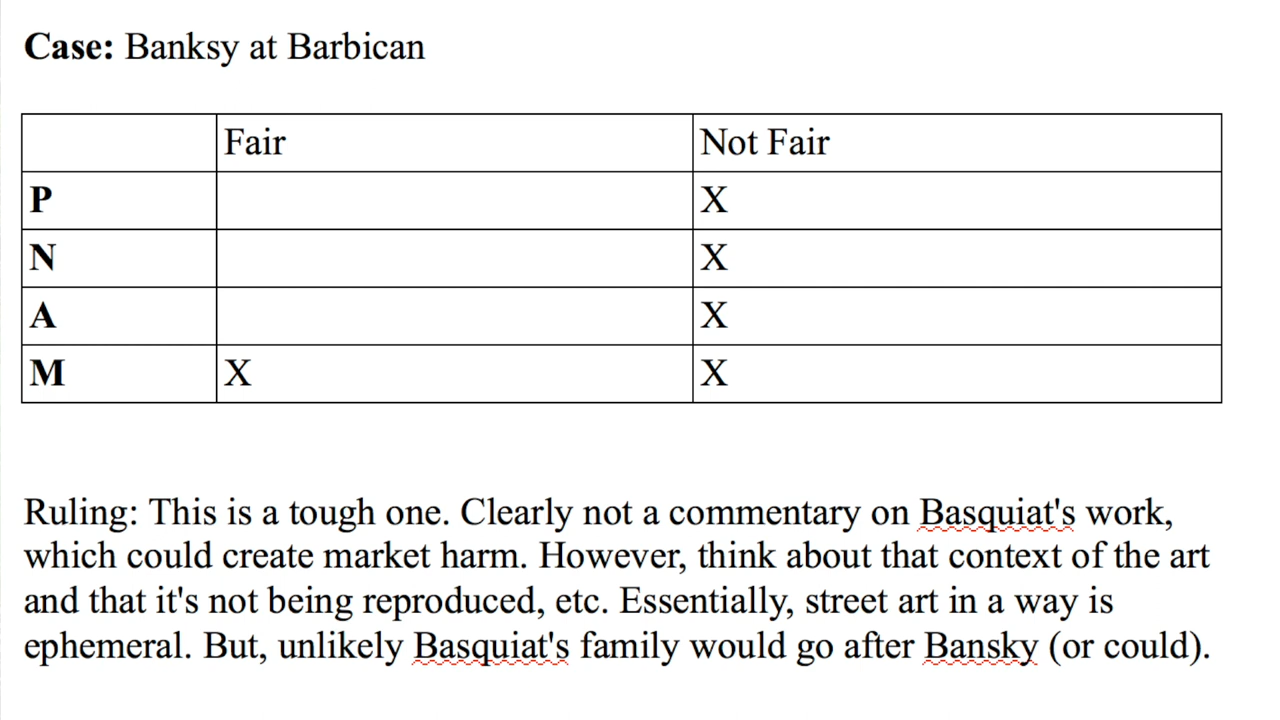 Case: Banksy at Barbican
Fair Not Fair
P X
N X
A X
M X X
Ruling: This is a tough one. Clearly not a commentary on Basquiat's work,
which could create market harm. However, think about that context of the art
and that it's not being reproduced, etc. Essentially, street art in a way is
ephemeral. But, unlikely Basquiat's family would go after Bansky (or could).